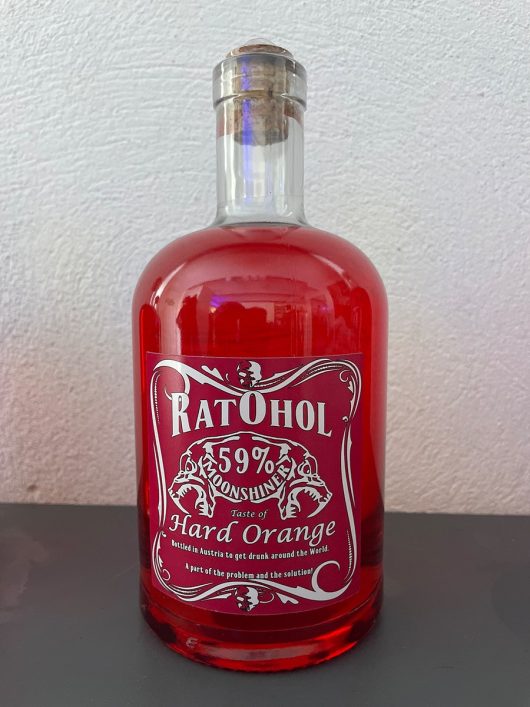 RATOHOL
59%
MOONSHINER
Taste of
Hard Orange
Bottled in Austria to get drunk around the World.
A part of the problem and the solution!